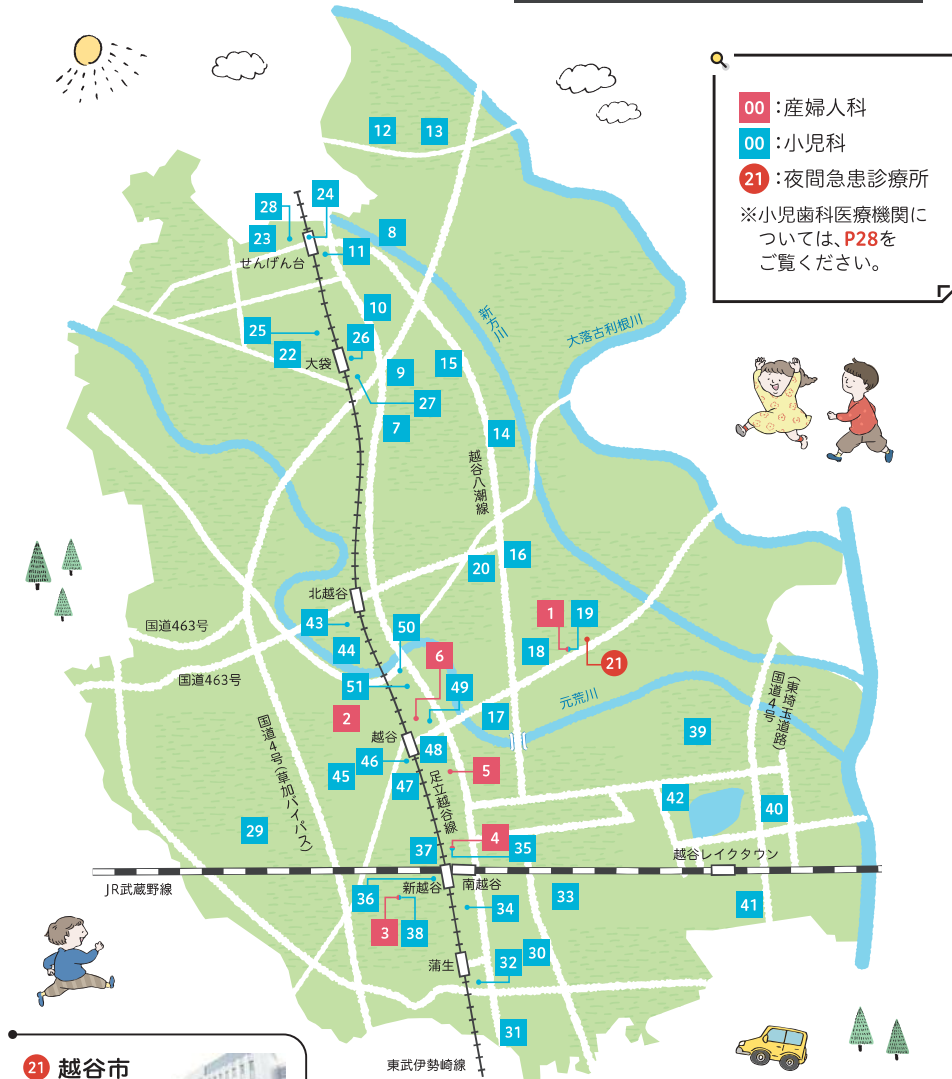 00:産婦人科
00:小児科
21:夜間急患診療所
※小児歯科医療機関に
ついては、P28を
ご覧ください。
12
13
24
28
23
8
11
せんげん台
10
新方川
大落古利根川
25
26
22
大袋
15
9
27
7
14
越谷八潮線
16
20
北越谷
43
50
1
19
国道463号
44
6
18
21
国道463号
51
49
元荒川
2
17
国道4号(草加バイパス)
国道4号
(東埼玉道路)
39
越谷
48
46
45
47
5
足立越谷線
42
40
29
4
37
35
越谷レイクタウン
JR武蔵野線
新越谷
南越谷
36
33
34
41
3
38
蒲生
32
30
31
東武伊勢崎線
21 越谷市